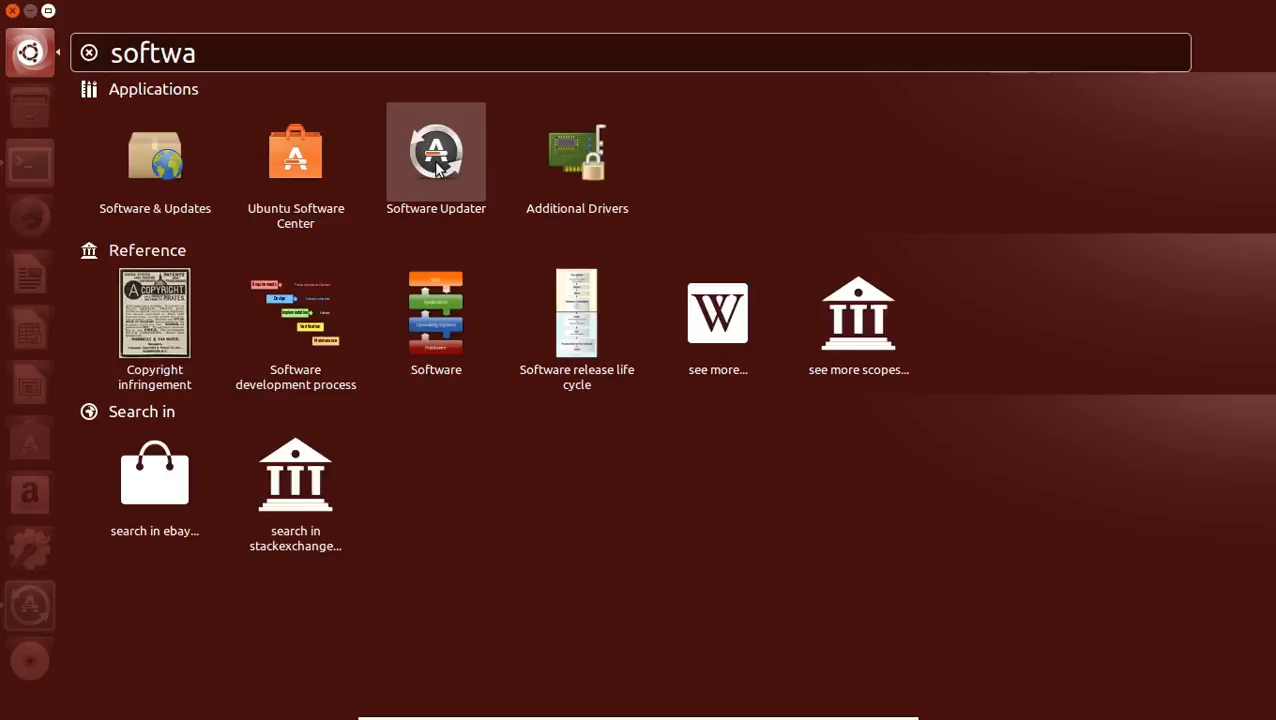 softwa
Applications
Software & Updates
Ubuntu Software
Center
Software Updater
Additional Drivers
Reference
A COPYRIGHT
Copyright
infringement
Software
development process
Software
Software release life
cycle
W
see more...
see more scopes...
Search in
search in ebay...
search in
stackexchange...
a